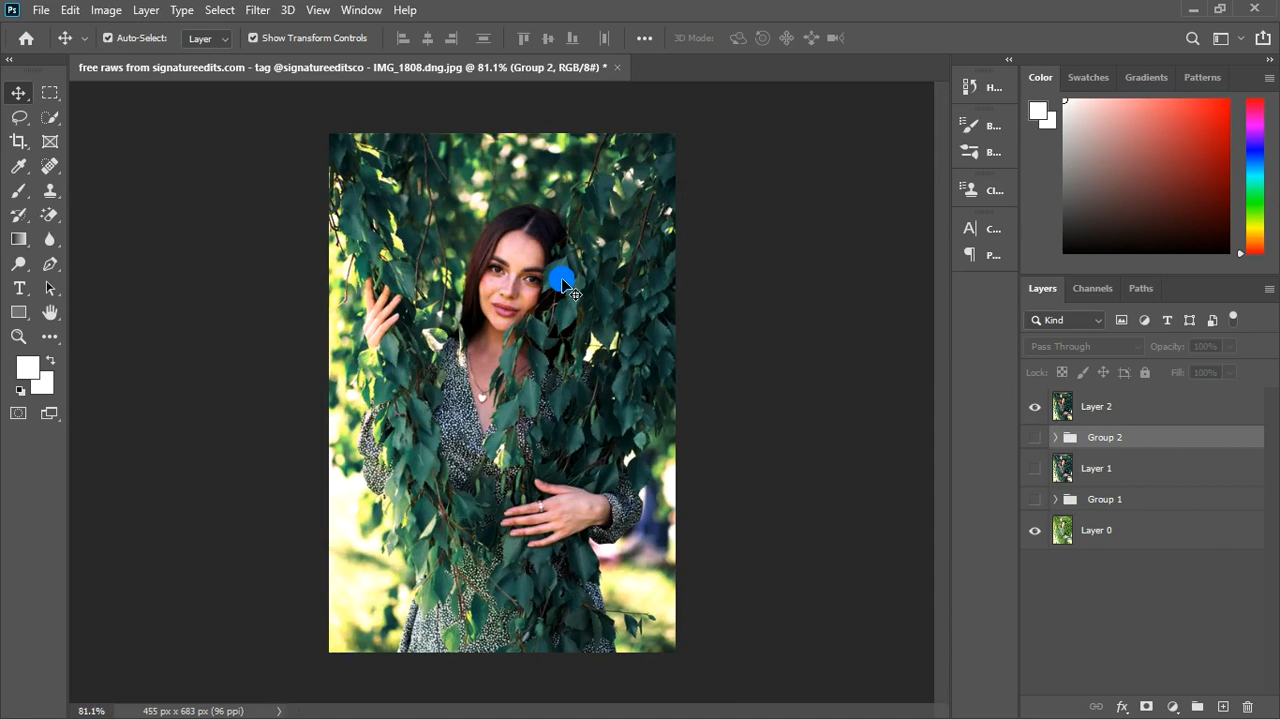 Ps File Edit Image Layer Type Select Filter 3D View Window Help
Auto-Select: Layer Show Transform Controls 3D Mode:
free raws from signatureedits.com - tag @signatureeditsco - IMG_1808.dng.jpg @ 81.1% (Group 2, RGB/8#) * ×
H...
B...
B...
Cl...
C...
P...
Color Swatches Gradients Patterns
Layers Channels Paths
Kind
Pass Through Opacity: 100%
Lock: Fill: 100%
Layer 2
Group 2
Layer 1
Group 1
Layer 0
81.1% 455 px x 683 px (96 ppi)